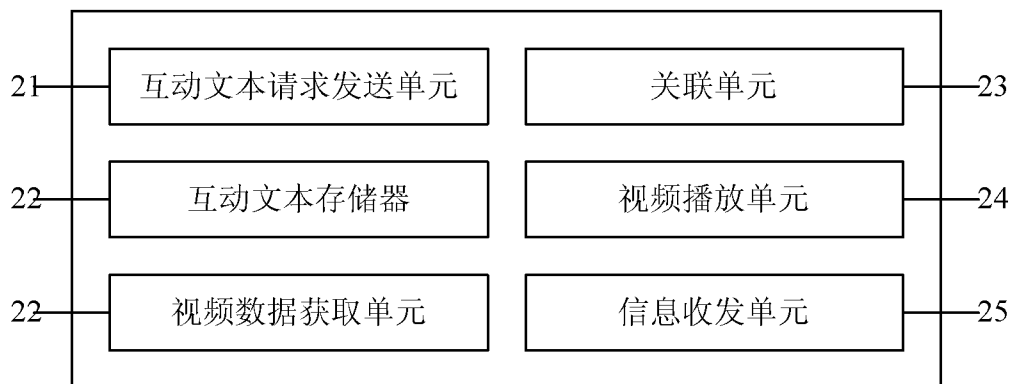 21 互动文本请求发送单元 关联单元 23
22 互动文本存储器 视频播放单元 24
22 视频数据获取单元 信息收发单元 25